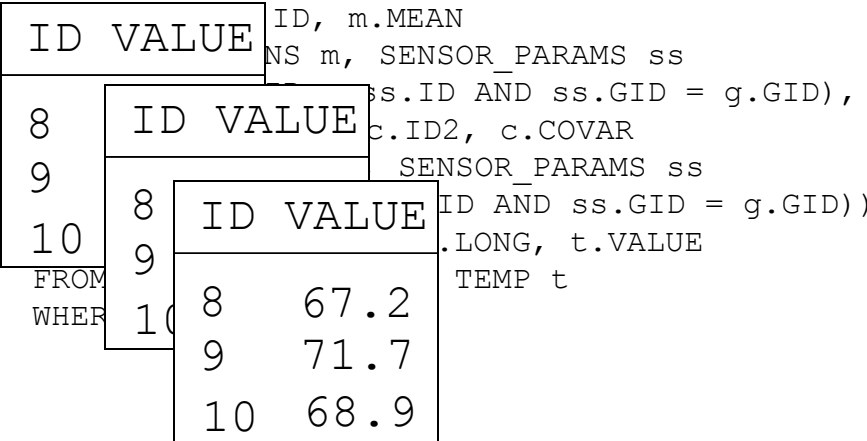 ID, m.MEAN
ID VALUE
NS m, SENSOR_PARAMS ss
ss.ID AND ss.GID = g.GID),
8
ID VALUE
c.ID2, c.COVAR
9
SENSOR_PARAMS ss
8
ID VALUE
ID AND ss.GID = g.GID))
10
.LONG, t.VALUE
9
FROM
TEMP t
8 67.2
WHER
10
9 71.7
10 68.9